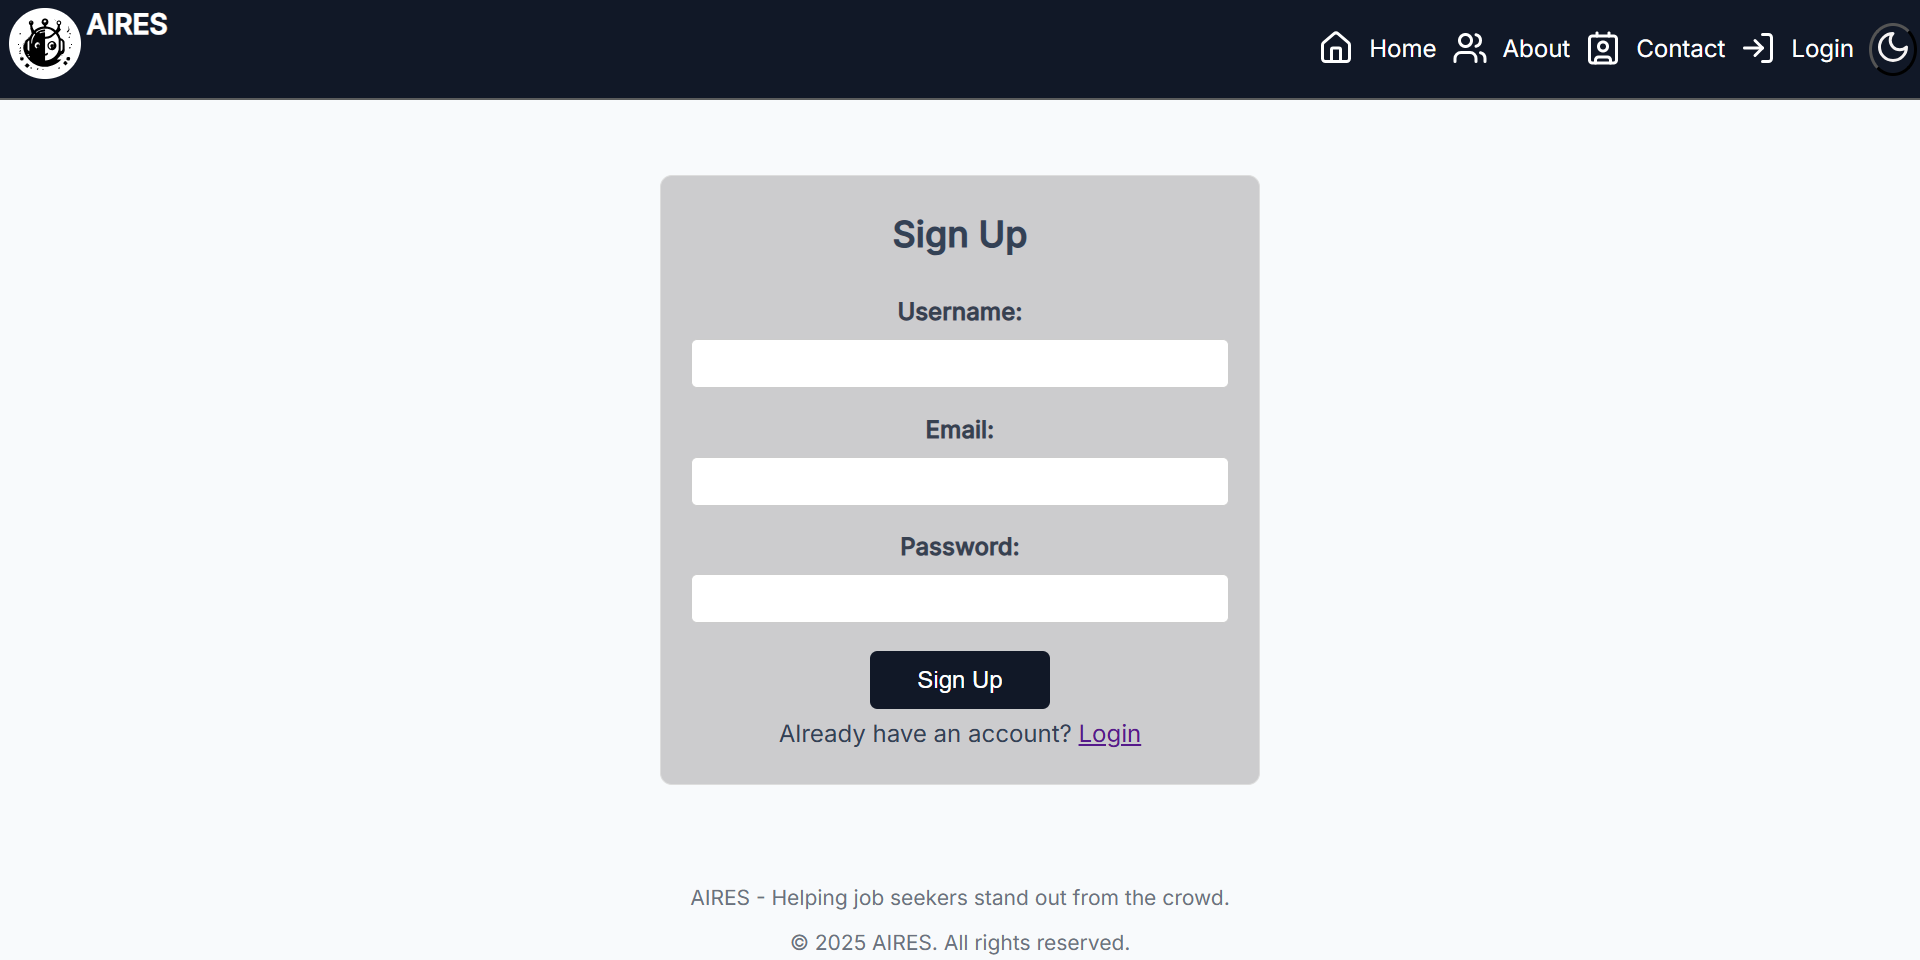 AIRES
Home About Contact Login
Sign Up
Username:
Email:
Password:
Sign Up
Already have an account? Login
AIRES - Helping job seekers stand out from the crowd.
© 2025 AIRES. All rights reserved.